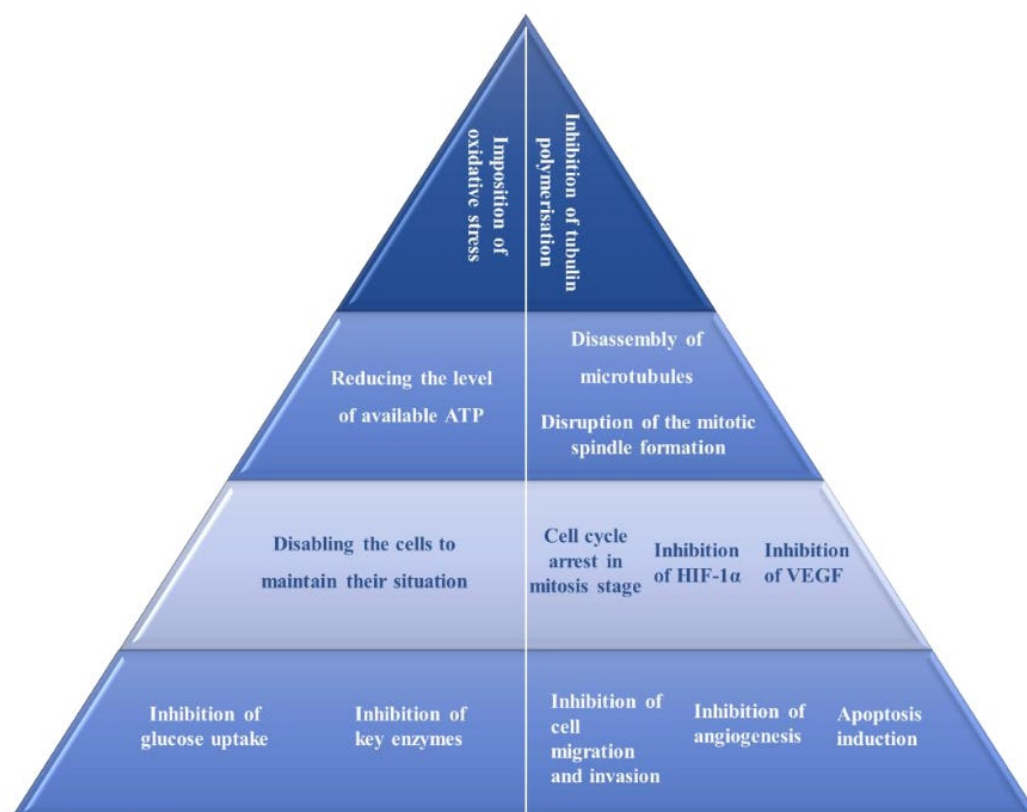 Imposition of
oxidative stress
Inhibition of tubulin
polymerisation
Reducing the level
of available ATP
Disassembly of
microtubules
Disruption of the mitotic
spindle formation
Disabling the cells to
maintain their situation
Cell cycle
arrest in
mitosis stage
Inhibition
of HIF-1α
Inhibition
of VEGF
Inhibition of
glucose uptake
Inhibition of
key enzymes
Inhibition of
cell
migration
and invasion
Inhibition of
angiogenesis
Apoptosis
induction